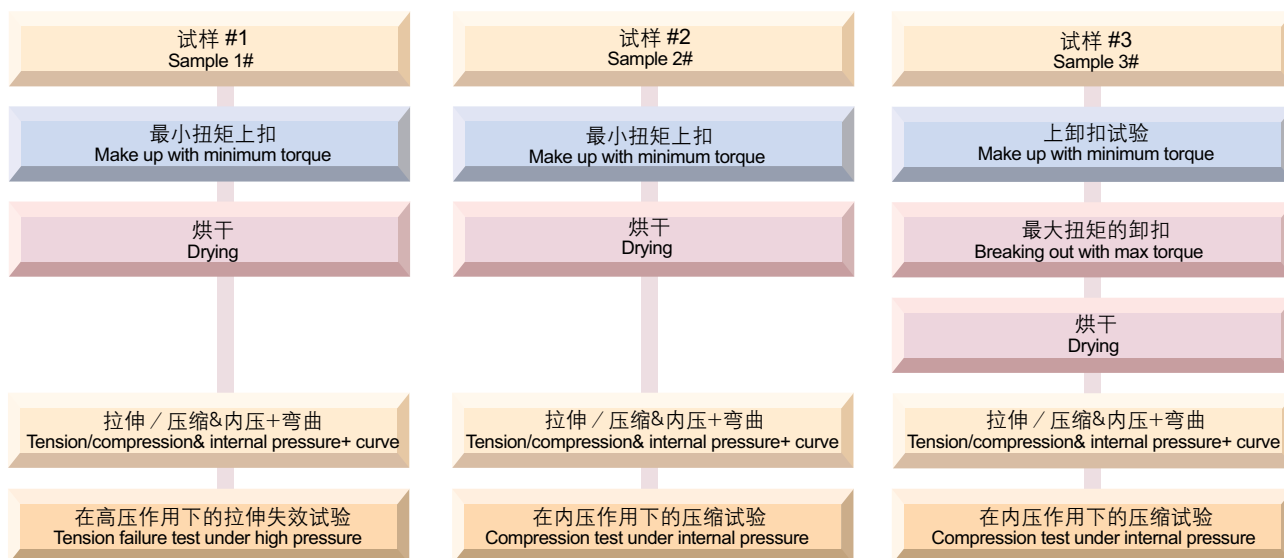 试样 #1
Sample 1#
最小扭矩上扣
Make up with minimum torque
烘干
Drying
拉伸／压缩&内压+弯曲
Tension/compression& internal pressure+ curve
在高压作用下的拉伸失效试验
Tension failure test under high pressure
试样 #2
Sample 2#
最小扭矩上扣
Make up with minimum torque
烘干
Drying
拉伸／压缩&内压+弯曲
Tension/compression& internal pressure+ curve
在内压作用下的压缩试验
Compression test under internal pressure
试样 #3
Sample 3#
上卸扣试验
Make up with minimum torque
最大扭矩的卸扣
Breaking out with max torque
烘干
Drying
拉伸／压缩&内压+弯曲
Tension/compression& internal pressure+ curve
在内压作用下的压缩试验
Compression test under internal pressure